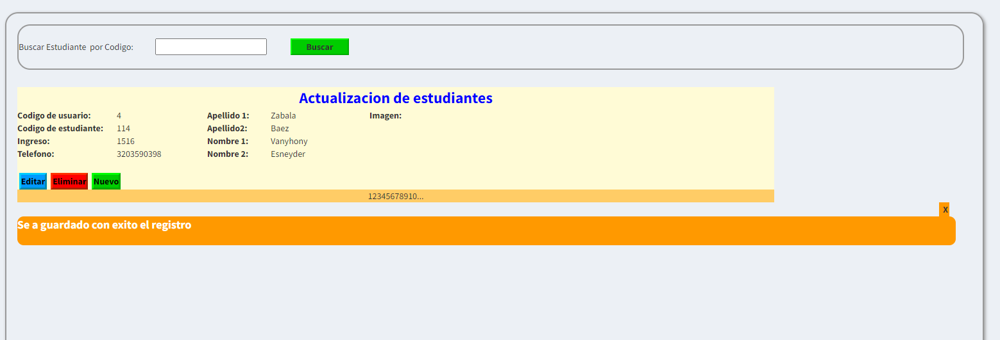 Buscar Estudiante por Codigo: Buscar
Actualizacion de estudiantes
Codigo de usuario: 4 Apellido 1: Zabala Imagen:
Codigo de estudiante: 114 Apellido2: Baez
Ingreso: 1516 Nombre 1: Vanyhony
Telefono: 3203590398 Nombre 2: Esneyder
Editar Eliminar Nuevo
12345678910...
X
Se a guardado con exito el registro